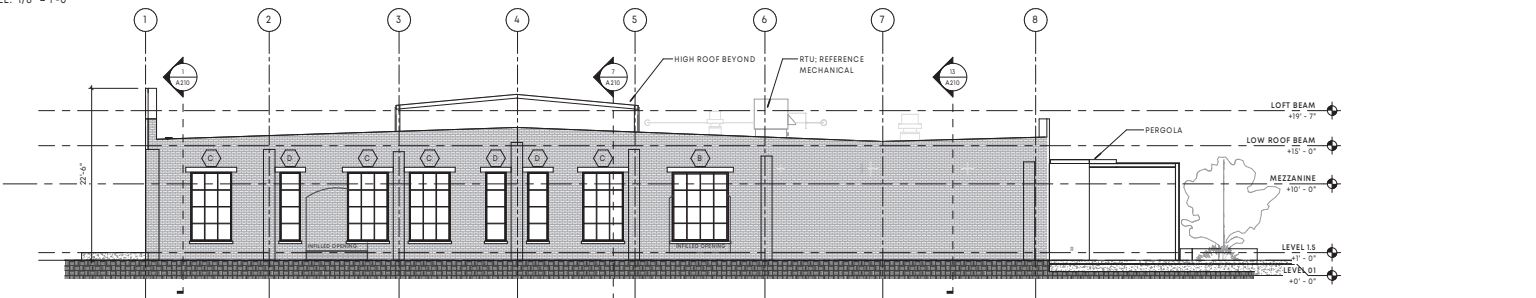 1 2 3 4 5 6 7 8
1
A210
7
A210
13
A210
HIGH ROOF BEYOND
RTU; REFERENCE
MECHANICAL
LOFT BEAM
+19' - 7"
PERGOLA
LOW ROOF BEAM
+15' - 0"
C D C C D D C B
22'-6"
MEZZANINE
+10' - 0"
INFILLED OPENING
INFILLED OPENING
LEVEL 1.5
+1' - 0"
LEVEL 01
+0' - 0"